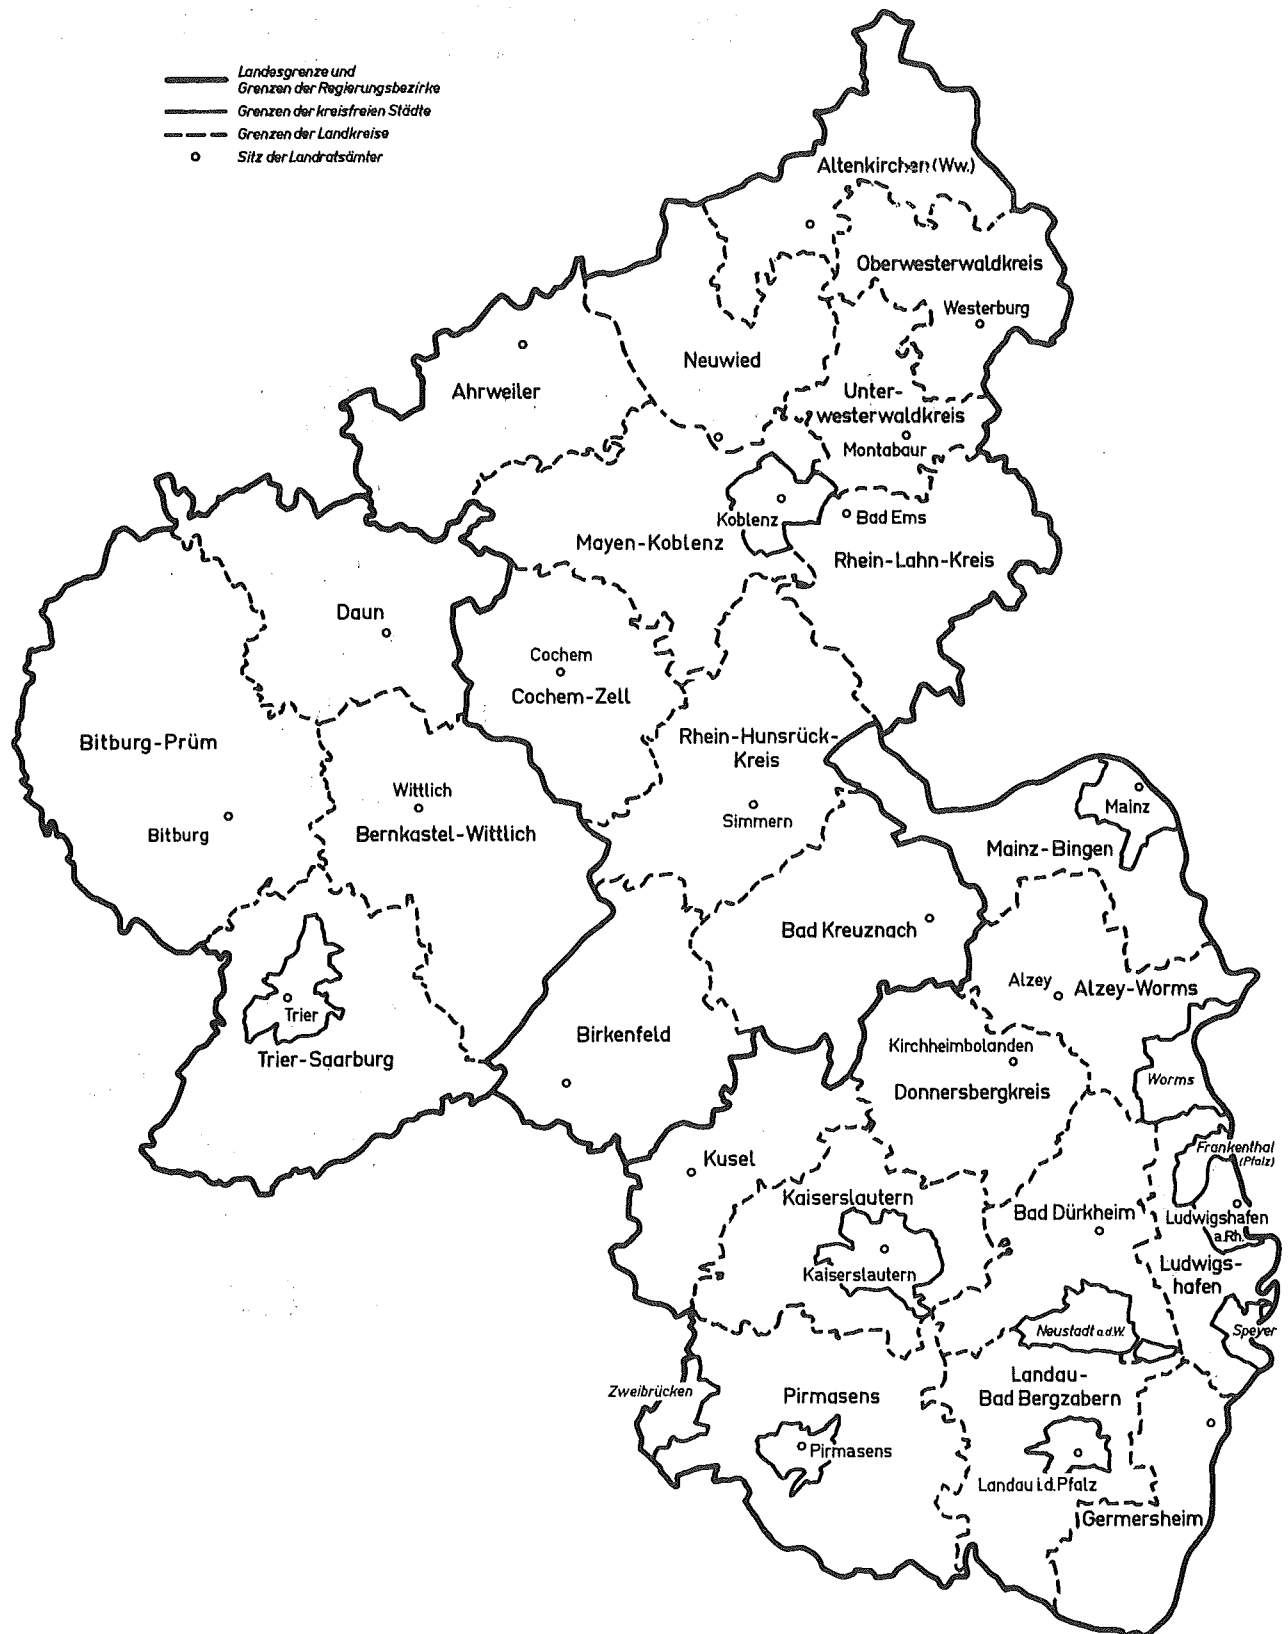 Landesgrenze und
Grenzen der Regierungsbezirke
Grenzen der kreisfreien Städte
Grenzen der Landkreise
Sitz der Landratsämter
Altenkirchen (Ww.)
Oberwesterwaldkreis
Westerburg
Neuwied
Ahrweiler
Unter-
westerwaldkreis
Montabaur
Koblenz
Bad Ems
Mayen-Koblenz
Rhein-Lahn-Kreis
Daun
Cochem
Cochem-Zell
Bitburg-Prüm
Rhein-Hunsrück-
Kreis
Wittlich
Simmern
Bitburg
Bernkastel-Wittlich
Mainz
Mainz-Bingen
Bad Kreuznach
Alzey
Alzey-Worms
Trier
Trier-Saarburg
Birkenfeld
Kirchheimbolanden
Donnersbergkreis
Worms
Frankenthal
(Pfalz)
Kusel
Kaiserslautern
Bad Dürkheim
Ludwigshafen
a.Rh.
Kaiserslautern
Ludwigs-
hafen
Neustadt a.d.W.
Speyer
Zweibrücken
Pirmasens
Landau-
Bad Bergzabern
Pirmasens
Landau i.d.Pfalz
Germersheim